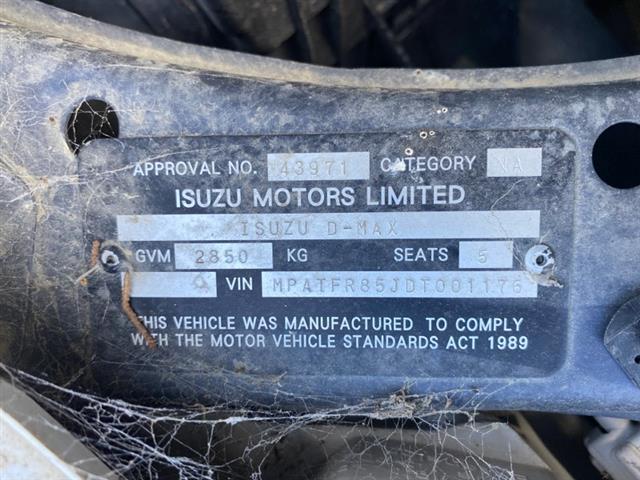 APPROVAL NO. 43971 CATEGORY NA
ISUZU MOTORS LIMITED
ISUZU D-MAX
GVM 2850 KG SEATS 5
VIN MPATFR85JDT001176
THIS VEHICLE WAS MANUFACTURED TO COMPLY
WITH THE MOTOR VEHICLE STANDARDS ACT 1989